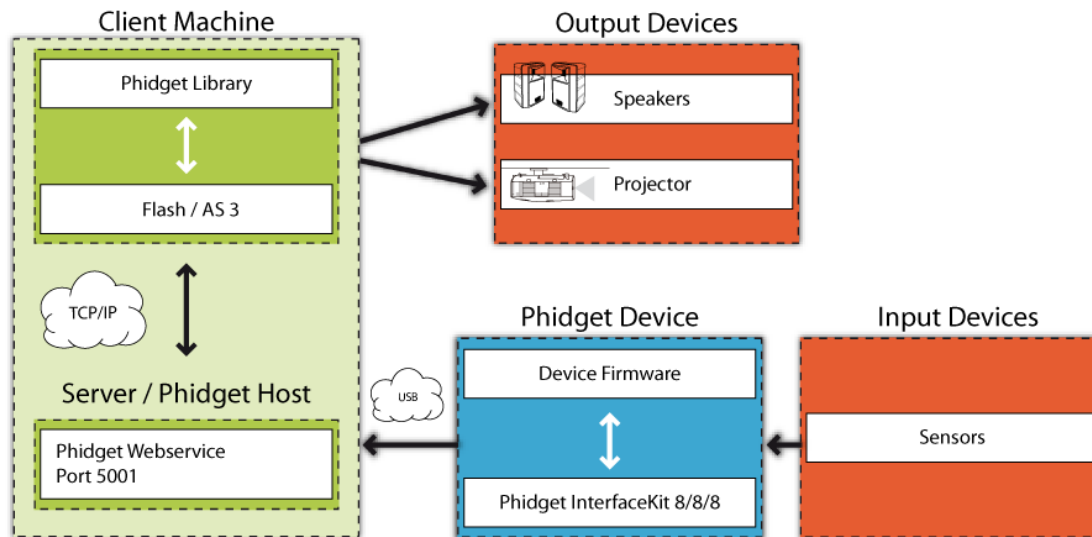 Client Machine
Phidget Library
Flash / AS 3
TCP/IP
Server / Phidget Host
Phidget Webservice
Port 5001
Output Devices
Speakers
Projector
USB
Phidget Device
Device Firmware
Phidget InterfaceKit 8/8/8
Input Devices
Sensors